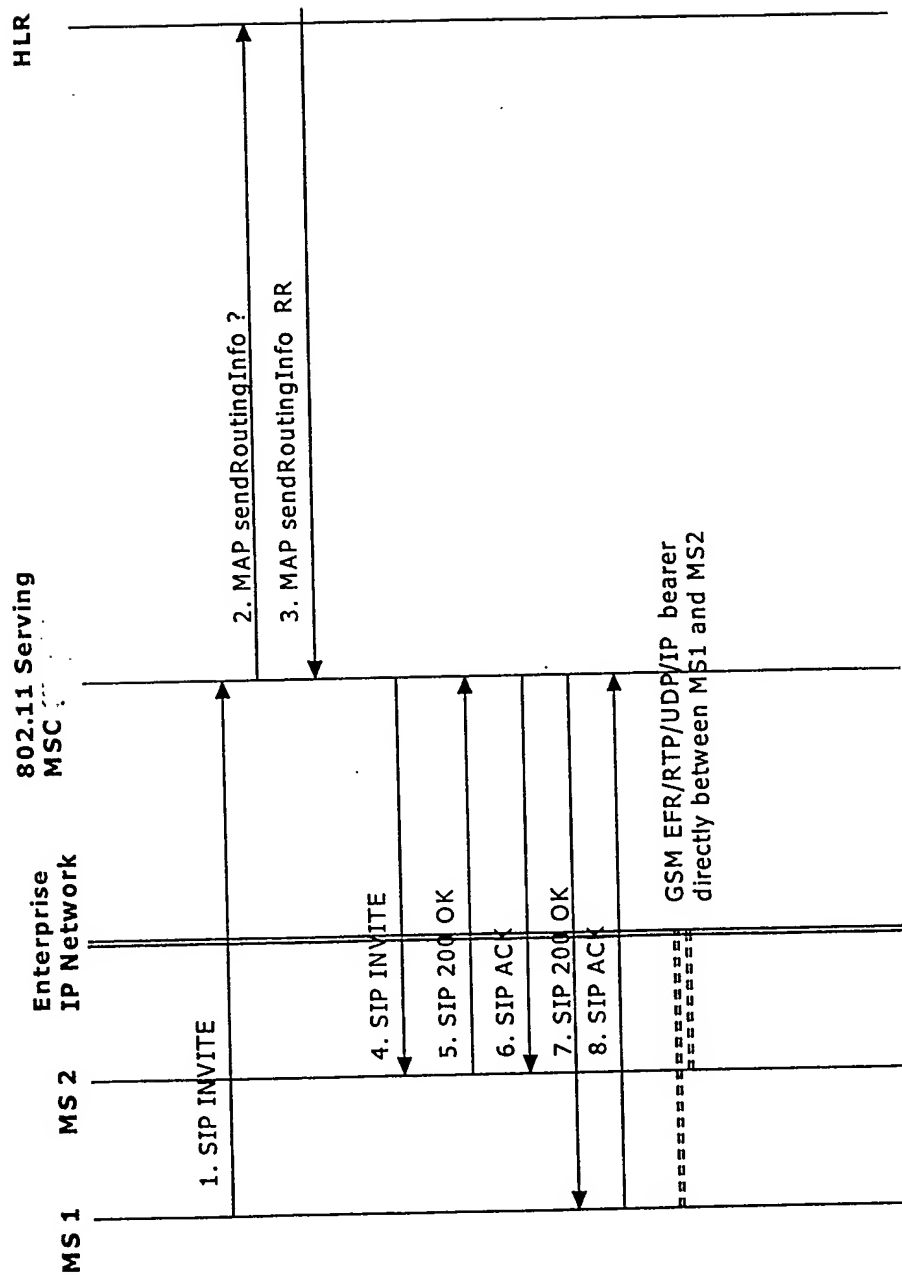 MS 1
MS 2
Enterprise
IP Network
802.11 Serving
MSC
HLR
1. SIP INVITE
2. MAP sendRoutingInfo ?
3. MAP sendRoutingInfo RR
4. SIP INVITE
5. SIP 200 OK
6. SIP ACK
7. SIP 200 OK
8. SIP ACK
GSM EFR/RTP/UDP/IP bearer
directly between MS1 and MS2